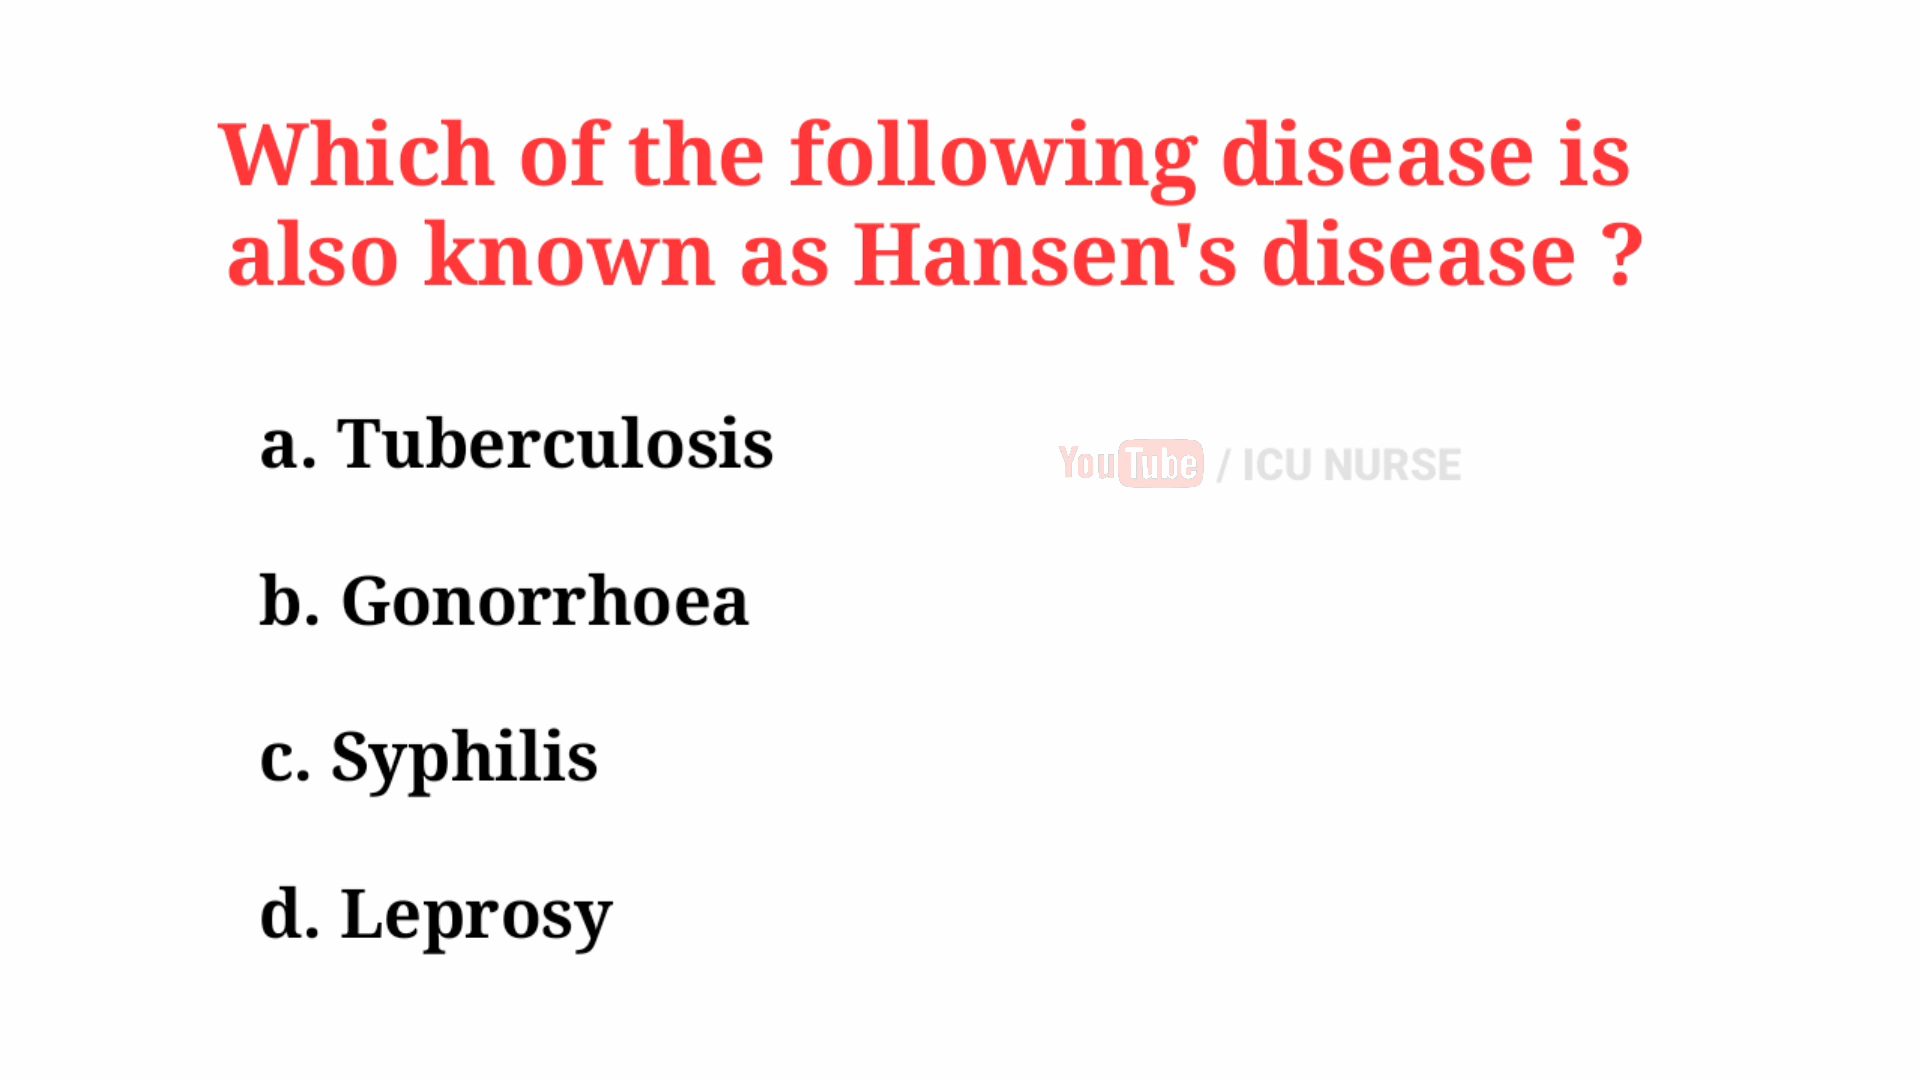 Which of the following disease is
also known as Hansen's disease ?
a. Tuberculosis
YouTube / ICU NURSE
b. Gonorrhoea
c. Syphilis
d. Leprosy